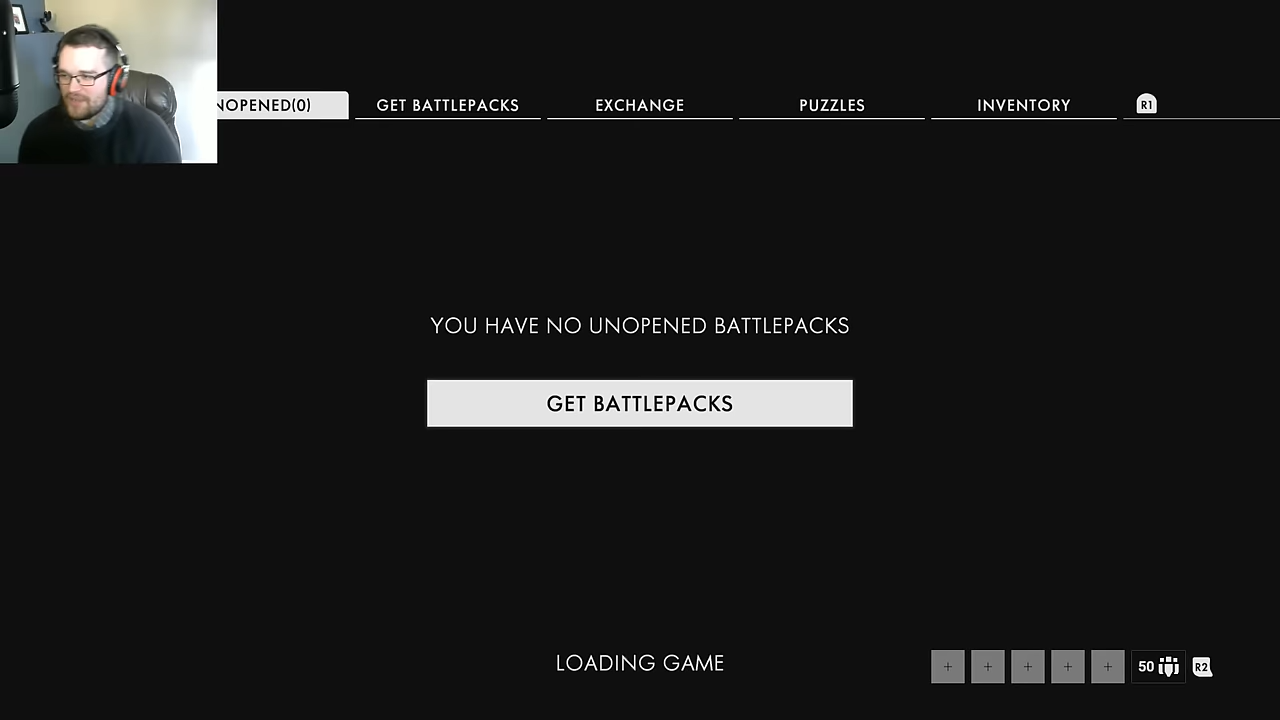 NOPENED(0)
GET BATTLEPACKS
EXCHANGE
PUZZLES
INVENTORY
R1
YOU HAVE NO UNOPENED BATTLEPACKS
GET BATTLEPACKS
LOADING GAME
+ + + + +
50
R2